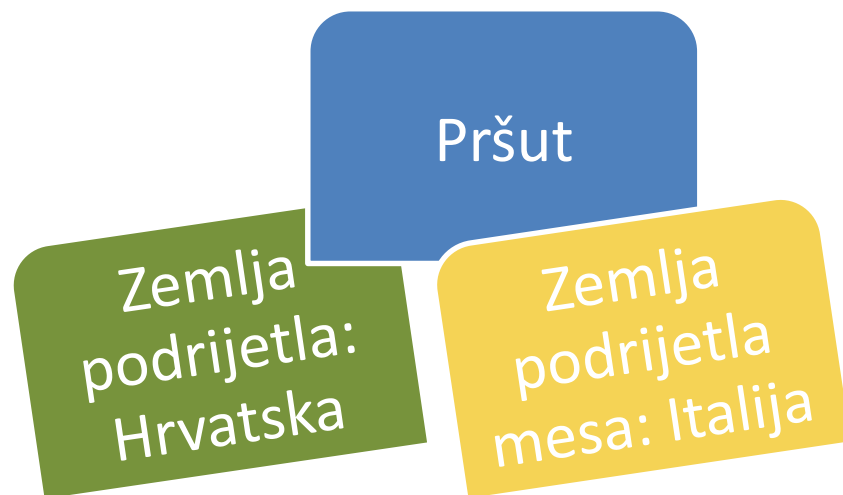 Pršut
Zemlja
podrijetla:
Hrvatska
Zemlja
podrijetla
mesa: Italija